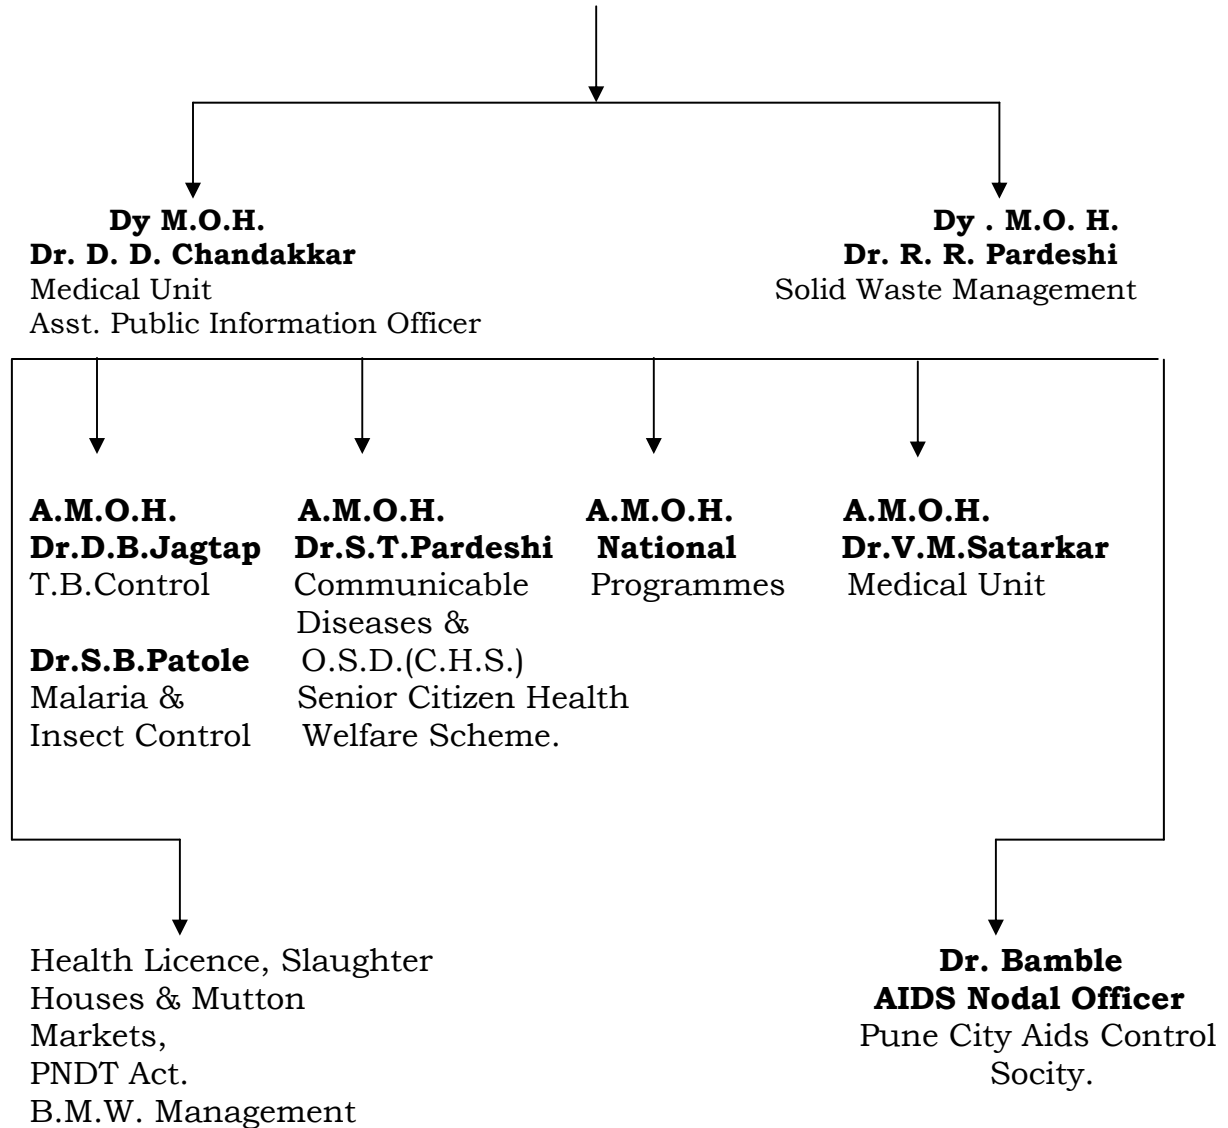 Dy M.O.H.
Dr. D. D. Chandakkar
Medical Unit
Asst. Public Information Officer
Dy . M.O. H.
Dr. R. R. Pardeshi
Solid Waste Management
A.M.O.H.
Dr.D.B.Jagtap
T.B.Control
Dr.S.B.Patole
Malaria &
Insect Control
A.M.O.H.
Dr.S.T.Pardeshi
Communicable
Diseases &
O.S.D.(C.H.S.)
Senior Citizen Health
Welfare Scheme.
A.M.O.H.
National
Programmes
A.M.O.H.
Dr.V.M.Satarkar
Medical Unit
Health Licence, Slaughter
Houses & Mutton
Markets,
PNDT Act.
B.M.W. Management
Dr. Bamble
AIDS Nodal Officer
Pune City Aids Control
Socity.